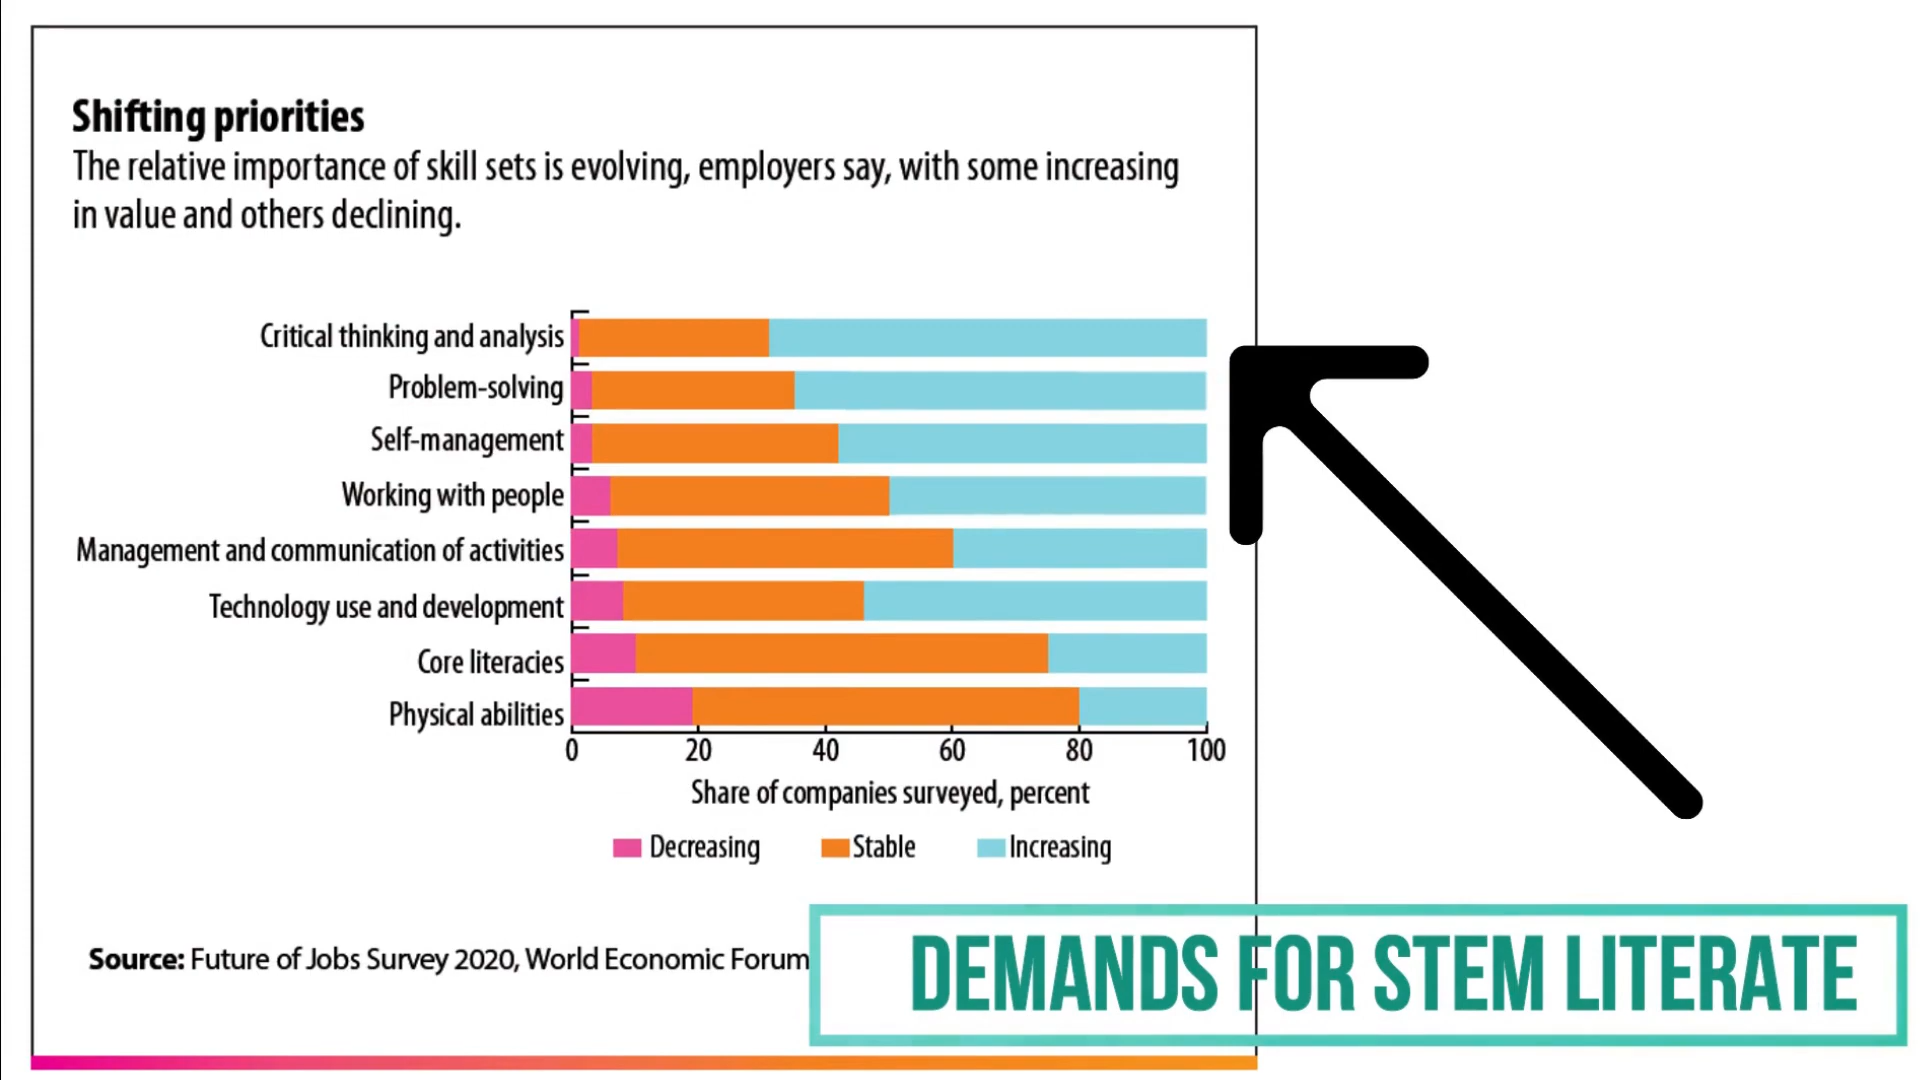 Shifting priorities
The relative importance of skill sets is evolving, employers say, with some increasing
in value and others declining.
Critical thinking and analysis
Problem-solving
Self-management
Working with people
Management and communication of activities
Technology use and development
Core literacies
Physical abilities
0 20 40 60 80 100
Share of companies surveyed, percent
Decreasing Stable Increasing
Source: Future of Jobs Survey 2020, World Economic Forum
DEMANDS FOR STEM LITERATE